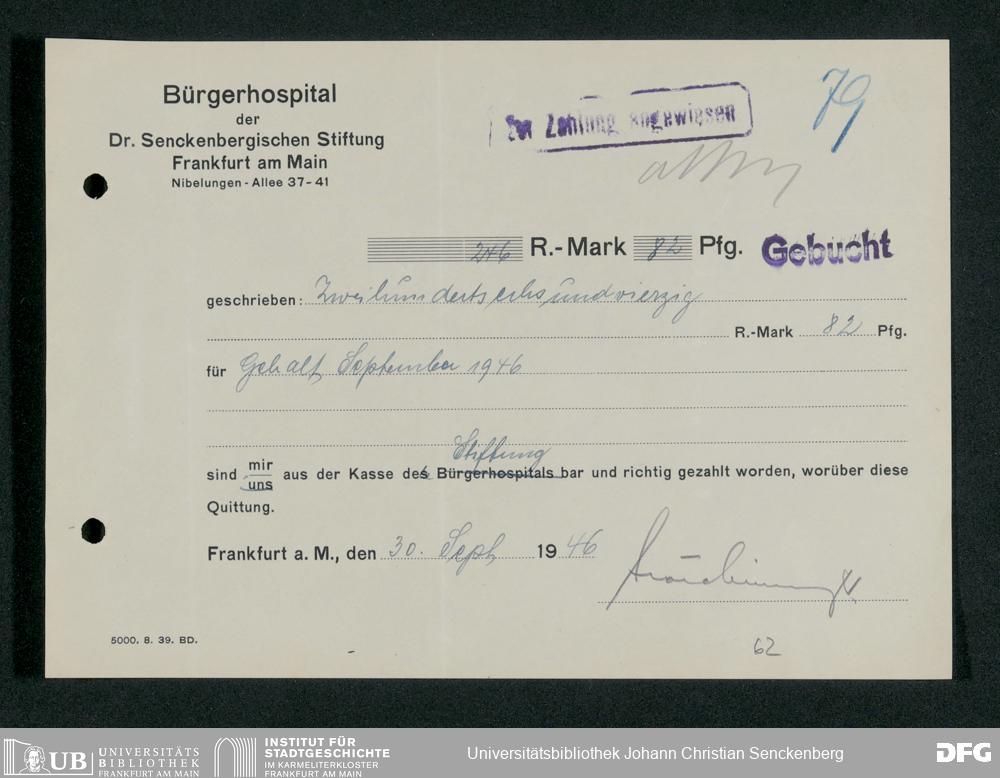 Bürgerhospital
der
Dr. Senckenbergischen Stiftung
Frankfurt am Main
Nibelungen-Allee 37-41
Zur Zahlung angewiesen
79
246 R.-Mark 82 Pfg. Gebucht
geschrieben: Zweihundertsechsundvierzig
R.-Mark 82 Pfg.
für Gehalt September 1946
Stiftung
sind mir uns aus der Kasse des Bürgerhospitals bar und richtig gezahlt worden, worüber diese
Quittung.
Frankfurt a. M., den 30. Sept. 1946
5000. 8. 39. BD.
62
UB UNIVERSITÄTS
BIBLIOTHEK
FRANKFURT AM MAIN
INSTITUT FÜR
STADTGESCHICHTE
IM KARMELITERKLOSTER
FRANKFURT AM MAIN
Universitätsbibliothek Johann Christian Senckenberg
DFG